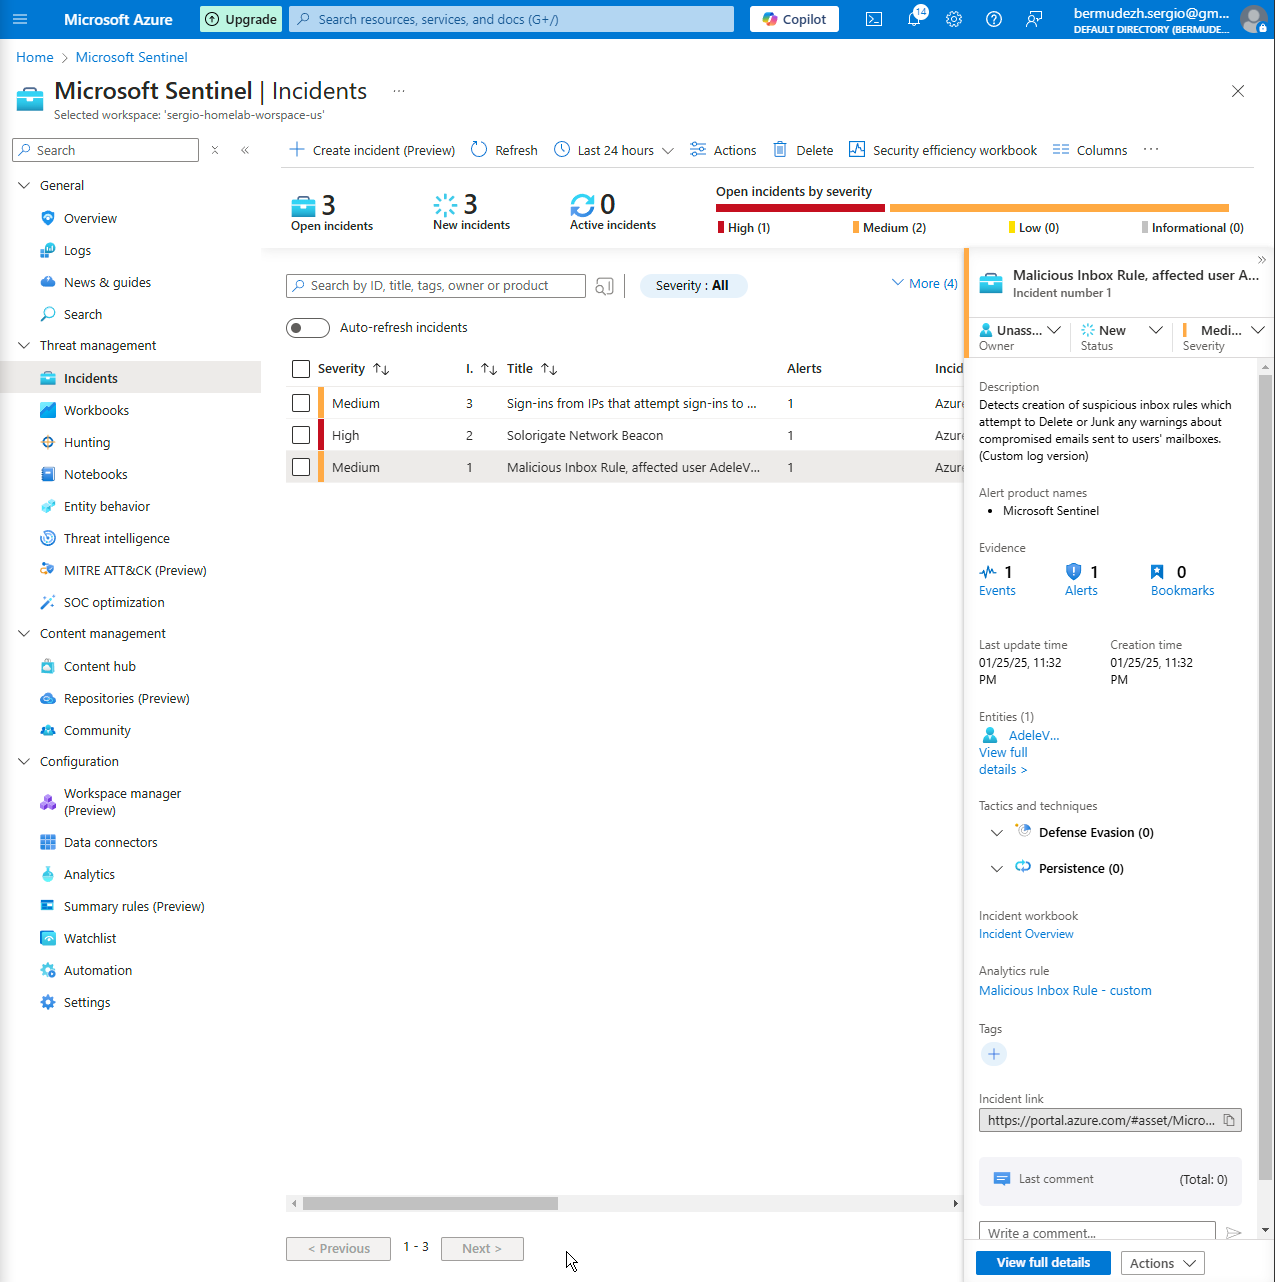 Microsoft Azure
Upgrade
Search resources, services, and docs (G+/)
Copilot
14
bermudezh.sergio@gm...
DEFAULT DIRECTORY (BERMUDE...
Home > Microsoft Sentinel
Microsoft Sentinel | Incidents ...
Selected workspace: 'sergio-homelab-worspace-us'
Search
General
Overview
Logs
News & guides
Search
Threat management
Incidents
Workbooks
Hunting
Notebooks
Entity behavior
Threat intelligence
MITRE ATT&CK (Preview)
SOC optimization
Content management
Content hub
Repositories (Preview)
Community
Configuration
Workspace manager
(Preview)
Data connectors
Analytics
Summary rules (Preview)
Watchlist
Automation
Settings
Create incident (Preview) Refresh Last 24 hours Actions Delete Security efficiency workbook Columns ...
3
Open incidents
3
New incidents
0
Active incidents
Open incidents by severity
High (1) Medium (2) Low (0) Informational (0)
Search by ID, title, tags, owner or product
Severity : All
More (4)
Auto-refresh incidents
Severity I. Title Alerts Incid
Medium 3 Sign-ins from IPs that attempt sign-ins to ... 1 Azure
High 2 Solorigate Network Beacon 1 Azure
Medium 1 Malicious Inbox Rule, affected user AdeleV... 1 Azure
< Previous 1 - 3 Next >
Malicious Inbox Rule, affected user A...
Incident number 1
Unass...
Owner
New
Status
Medi...
Severity
Description
Detects creation of suspicious inbox rules which
attempt to Delete or Junk any warnings about
compromised emails sent to users' mailboxes.
(Custom log version)
Alert product names
• Microsoft Sentinel
Evidence
1
Events
1
Alerts
0
Bookmarks
Last update time
01/25/25, 11:32
PM
Creation time
01/25/25, 11:32
PM
Entities (1)
AdeleV...
View full
details >
Tactics and techniques
Defense Evasion (0)
Persistence (0)
Incident workbook
Incident Overview
Analytics rule
Malicious Inbox Rule - custom
Tags
Incident link
https://portal.azure.com/#asset/Micro...
Last comment (Total: 0)
Write a comment...
View full details
Actions